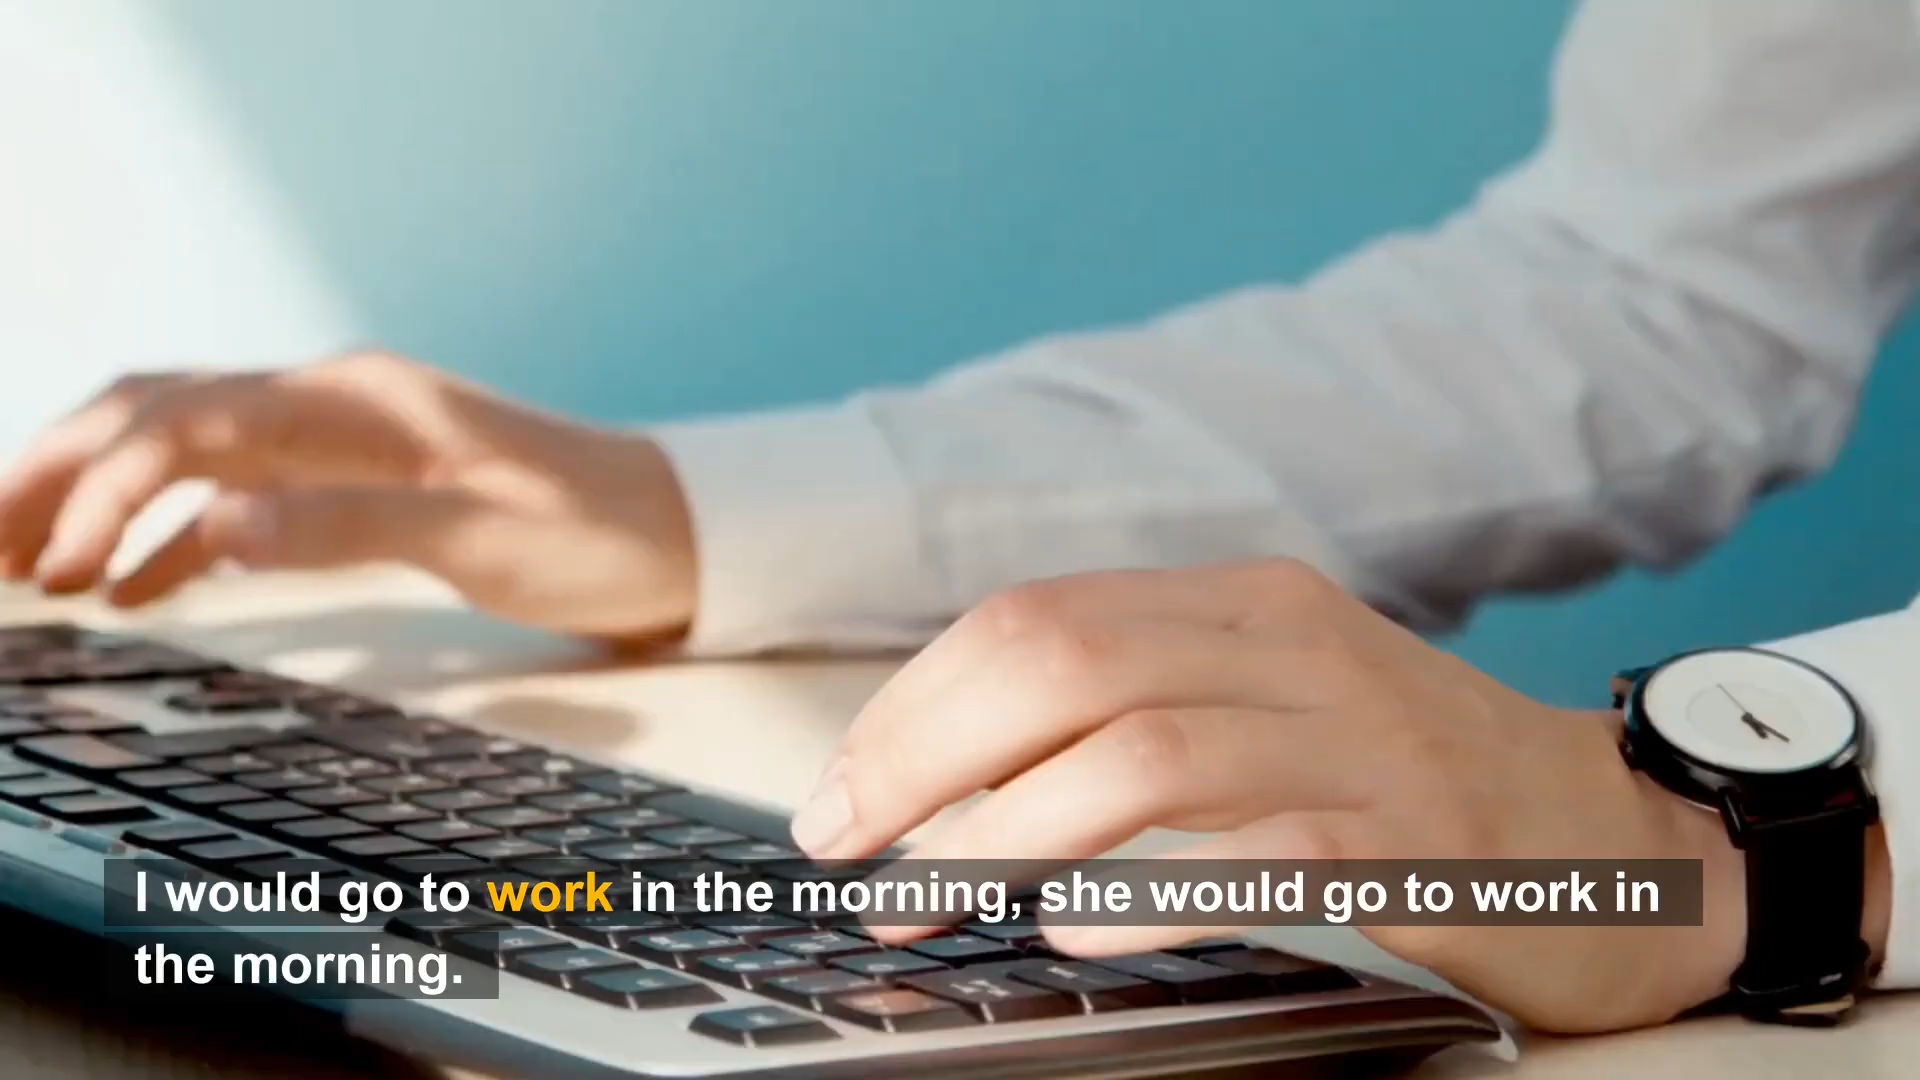 I would go to work in the morning, she would go to work in
the morning.